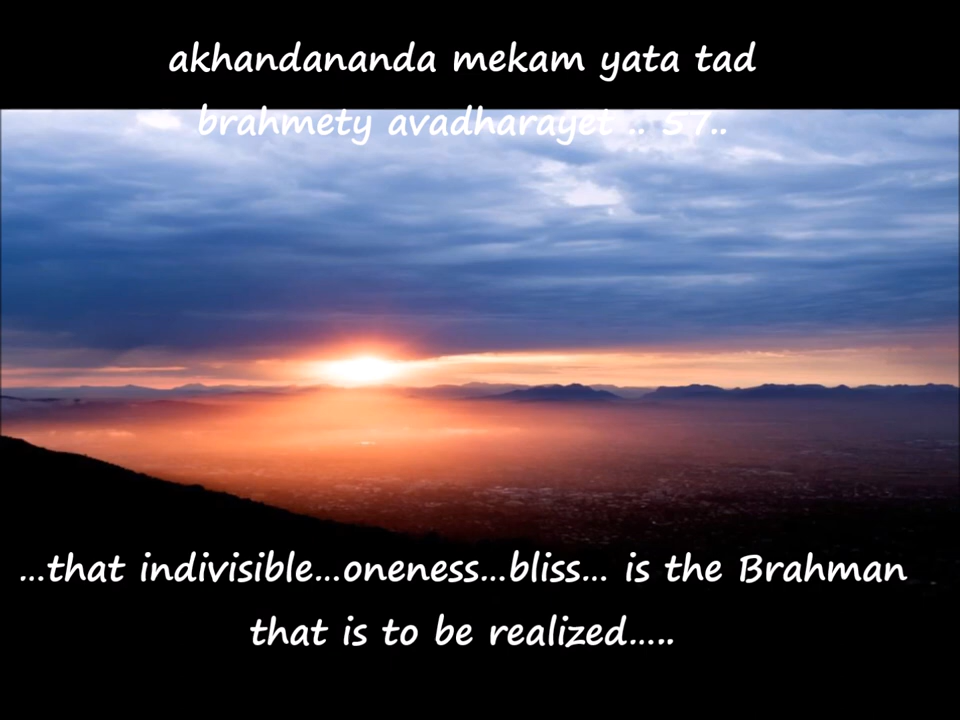 akhandananda mekam yata tad
brahmety avadharayet .. 57..
...that indivisible...oneness...bliss... is the Brahman
that is to be realized.....